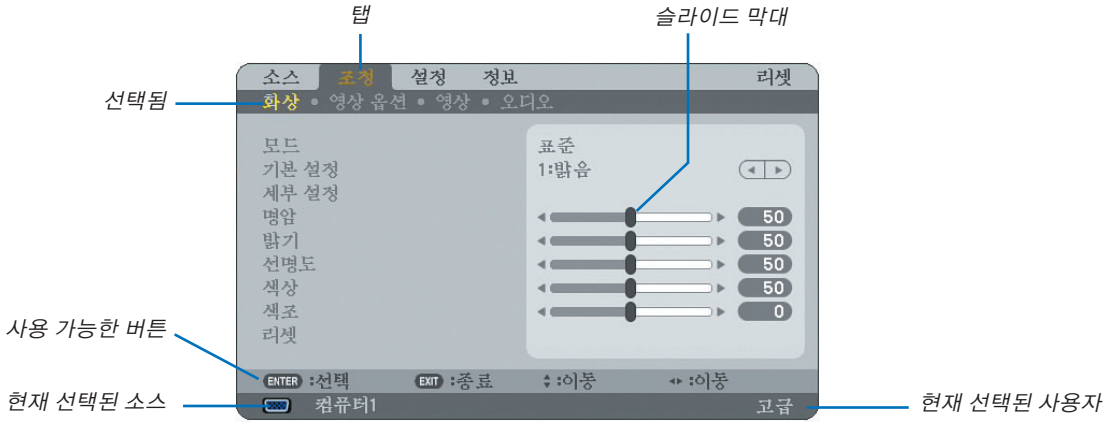 탭
슬라이드 막대
소스 조정 설정 정보 리셋
선택됨
화상 • 영상 옵션 • 영상 • 오디오
모드 표준
기본 설정 1:밝음
세부 설정
명암 50
밝기 50
선명도 50
색상 50
색조 0
리셋
사용 가능한 버튼
ENTER :선택 EXIT :종료 :이동 :이동
현재 선택된 소스
컴퓨터1 고급
현재 선택된 사용자